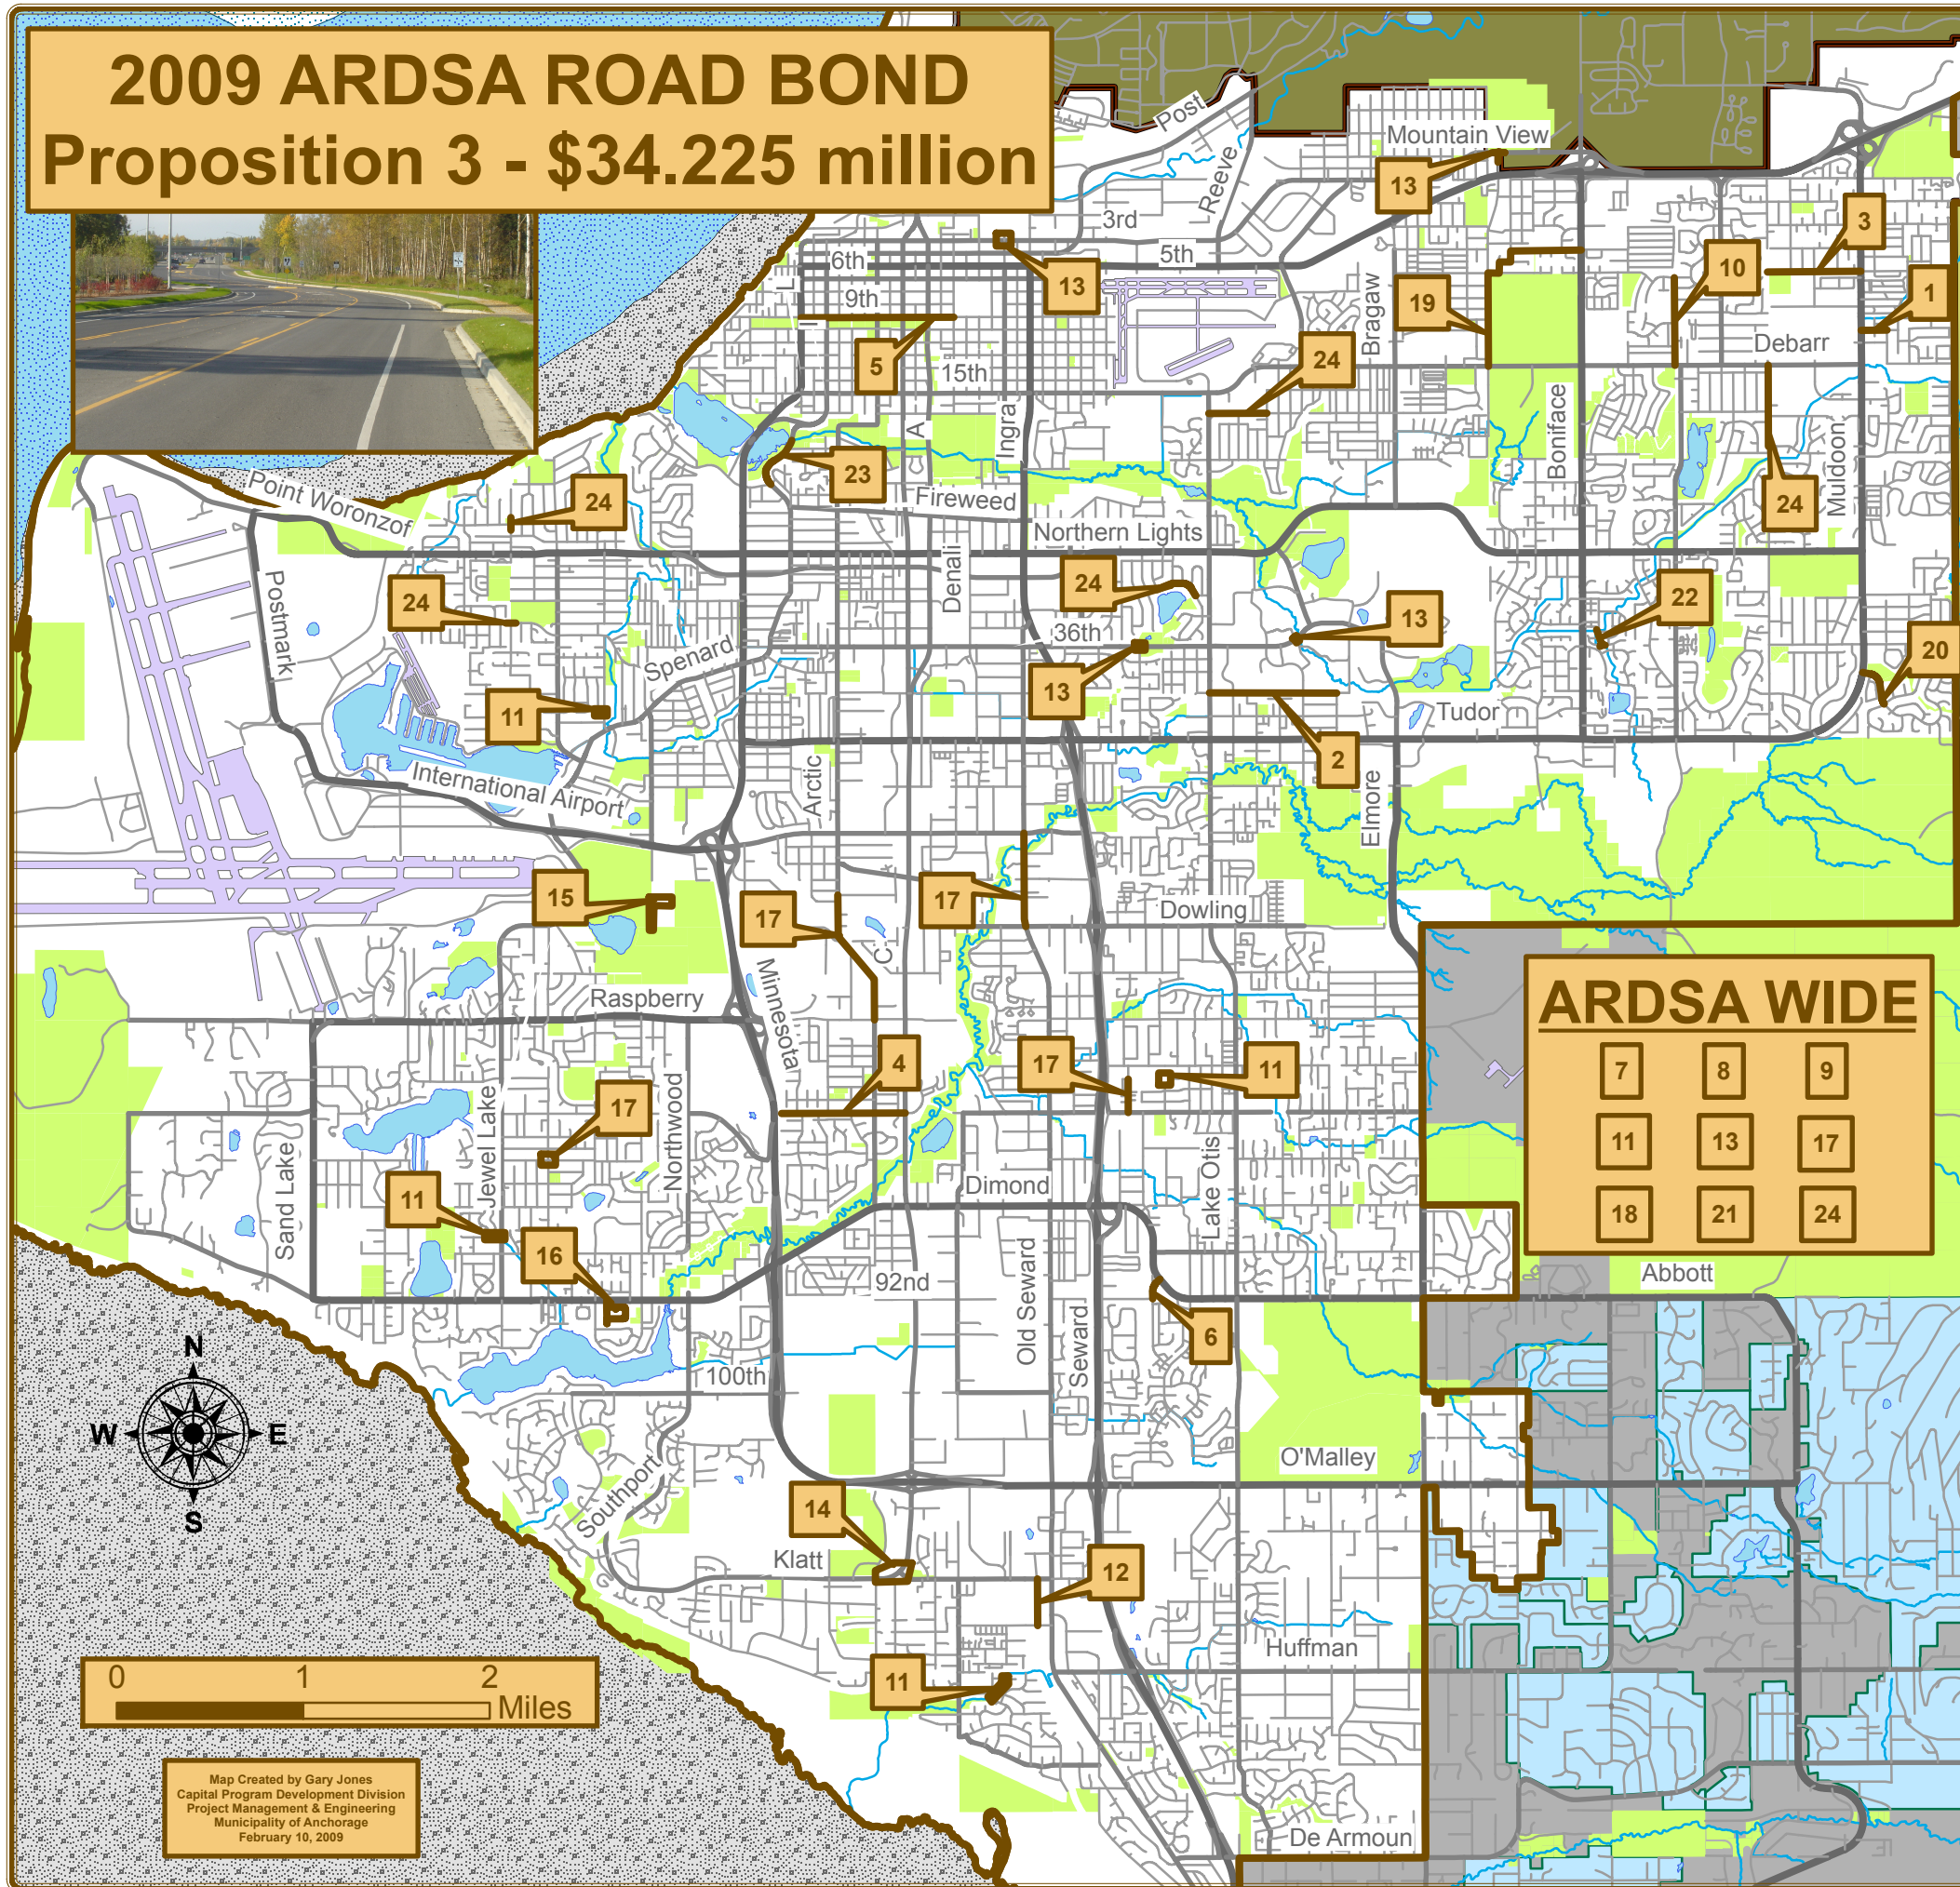 2009 ARDSA ROAD BOND
Proposition 3 - $34.225 million
Post
Mountain View
13
Reeve
3rd
3
6th
5th
10
13
L
9th
19
1
I
Bragaw
Debarr
5
24
15th
A
Ingra
Boniface
Muldoon
23
C
Fireweed
24
Point Woronzof
24
Northern Lights
Denali
24
24
22
Postmark
36th
13
Spenard
20
13
11
Tudor
2
International Airport
Arctic
Elmore
15
17
17
Dowling
C
Minnesota
Raspberry
ARDSA WIDE
7 8 9
11 13 17
18 21 24
4
17
11
17
Northwood
Jewel Lake
Sand Lake
11
Dimond
Lake Otis
16
92nd
Abbott
Old Seward
Seward
6
N
W E
S
100th
O'Malley
Southport
14
Klatt
12
Huffman
11
0 1 2
Miles
Map Created by Gary Jones
Capital Program Development Division
Project Management & Engineering
Municipality of Anchorage
February 10, 2009
De Armoun